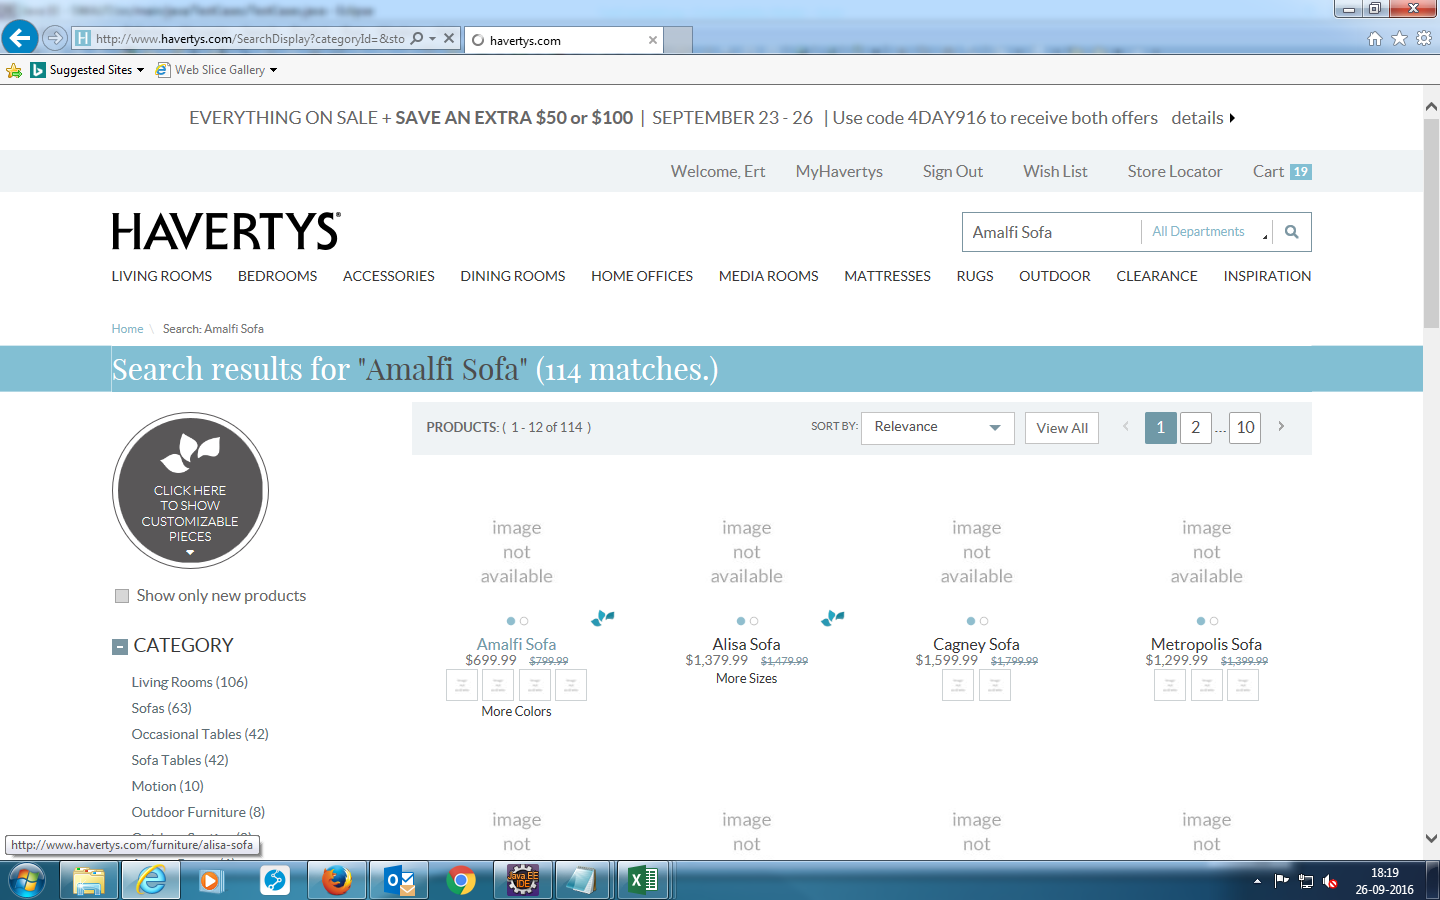 http://www.havertys.com/SearchDisplay?categoryId=&sto
havertys.com
Suggested Sites
Web Slice Gallery
EVERYTHING ON SALE + SAVE AN EXTRA $50 or $100 | SEPTEMBER 23 - 26 | Use code 4DAY916 to receive both offers details
Welcome, Ert MyHavertys Sign Out Wish List Store Locator Cart 19
HAVERTYS®
Amalfi Sofa All Departments
LIVING ROOMS BEDROOMS ACCESSORIES DINING ROOMS HOME OFFICES MEDIA ROOMS MATTRESSES RUGS OUTDOOR CLEARANCE INSPIRATION
Home \ Search: Amalfi Sofa
Search results for "Amalfi Sofa" (114 matches.)
PRODUCTS: ( 1 - 12 of 114 ) SORT BY: Relevance View All ‹ 1 2 ... 10 ›
CLICK HERE
TO SHOW
CUSTOMIZABLE
PIECES
Show only new products
CATEGORY
Living Rooms (106)
Sofas (63)
Occasional Tables (42)
Sofa Tables (42)
Motion (10)
Outdoor Furniture (8)
image
not
available
Amalfi Sofa
$699.99 $799.99
More Colors
image
not
available
Alisa Sofa
$1,379.99 $1,479.99
More Sizes
image
not
available
Cagney Sofa
$1,599.99 $1,799.99
image
not
available
Metropolis Sofa
$1,299.99 $1,399.99
image
not
image
not
image
not
image
not
http://www.havertys.com/furniture/alisa-sofa
Java EE
IDE
18:19
26-09-2016